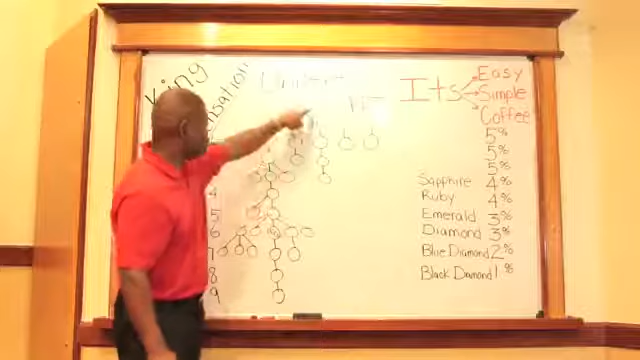 King
Its
Easy
Simple
Coffee
5%
5%
5%
4
Sapphire 4%
5
Ruby 4%
6
Emerald 3%
Diamond 3%
7
Blue Diamond 2%
8
Black Diamond 1%
9